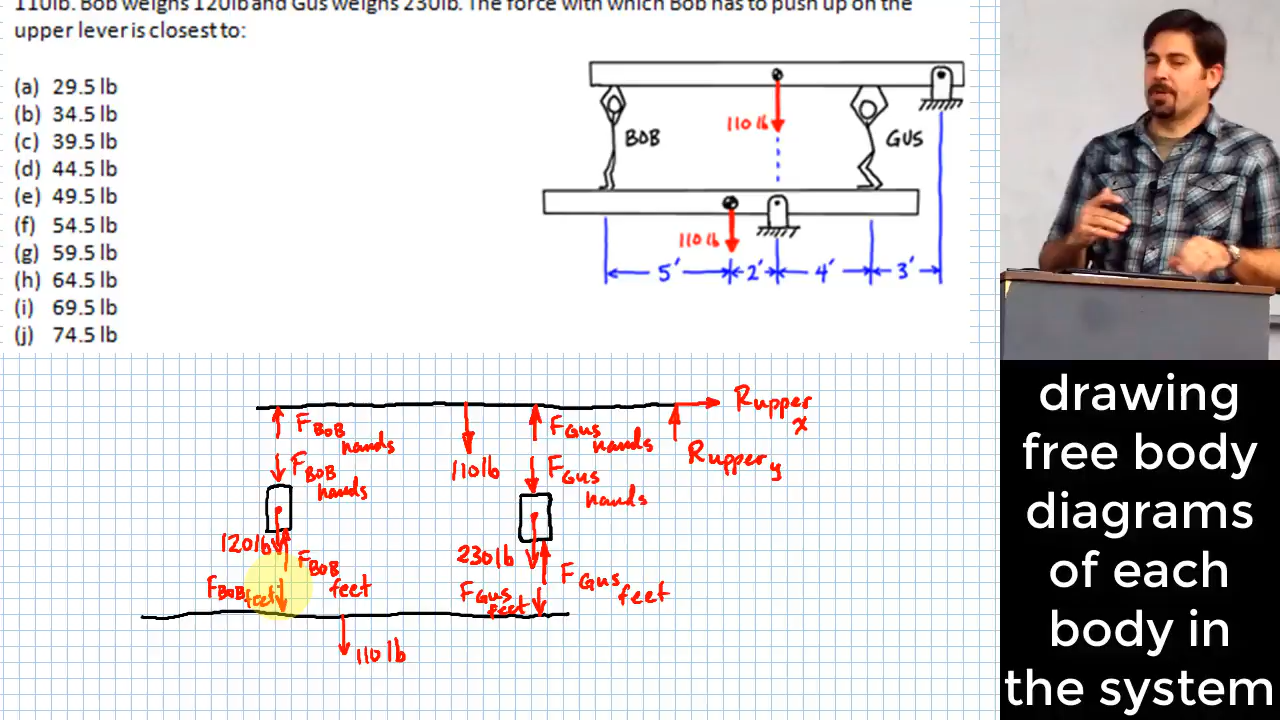 110lb. Bob weighs 120lb and Gus weighs 230lb. The force with which Bob has to push up on the
upper lever is closest to:
(a) 29.5 lb
(b) 34.5 lb
(c) 39.5 lb
(d) 44.5 lb
(e) 49.5 lb
(f) 54.5 lb
(g) 59.5 lb
(h) 64.5 lb
(i) 69.5 lb
(j) 74.5 lb
110 lb
BOB
GUS
110 lb
5' 2' 4' 3'
R upper x
F BOB hands
F Gus hands
110 lb
R upper y
F BOB hands
F Gus hands
120 lb
230 lb
F BOB feet
F Gus feet
F BOB feet
F Gus feet
110 lb
drawing
free body
diagrams
of each
body in
the system